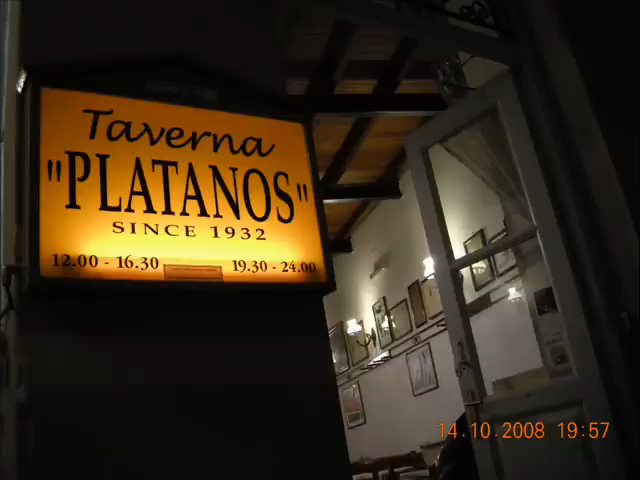 Taverna
"PLATANOS"
SINCE 1932
12.00 - 16.30 19.30 - 24.00
14.10.2008 19:57